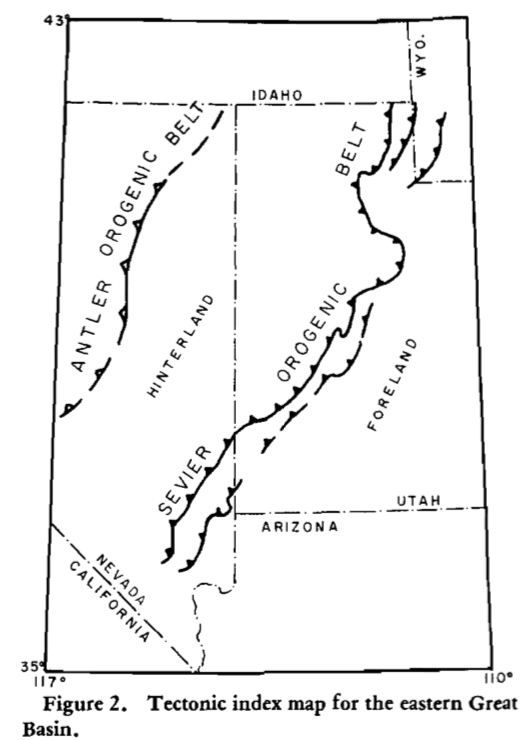 43°
WYO.
IDAHO
ANTLER OROGENIC BELT
BELT
HINTERLAND
OROGENIC
FORELAND
SEVIER
UTAH
ARIZONA
NEVADA
CALIFORNIA
35°
117°
110°
Figure 2. Tectonic index map for the eastern Great
Basin.